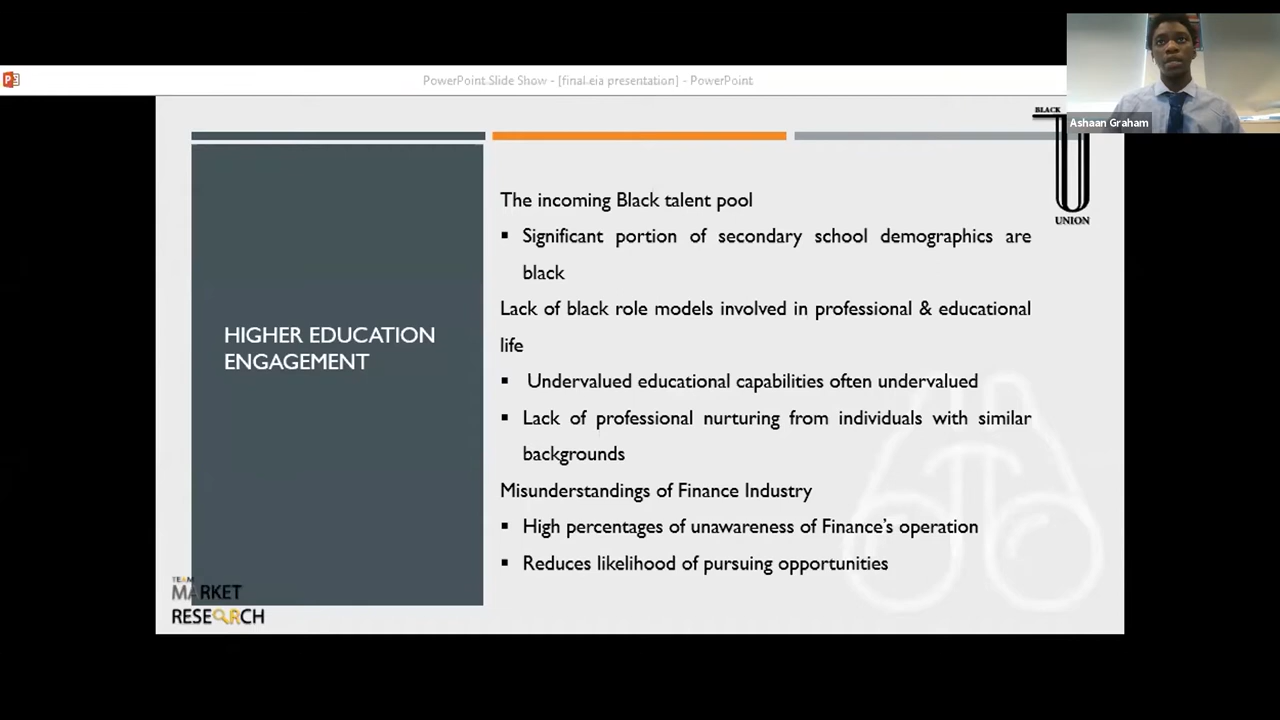 PowerPoint Slide Show - [final eia presentation] - PowerPoint
Ashaan Graham
BLACK
U
UNION
HIGHER EDUCATION
ENGAGEMENT
The incoming Black talent pool
▪ Significant portion of secondary school demographics are
black
Lack of black role models involved in professional & educational
life
▪ Undervalued educational capabilities often undervalued
▪ Lack of professional nurturing from individuals with similar
backgrounds
Misunderstandings of Finance Industry
▪ High percentages of unawareness of Finance's operation
▪ Reduces likelihood of pursuing opportunities
TEAM
MARKET
RESEARCH